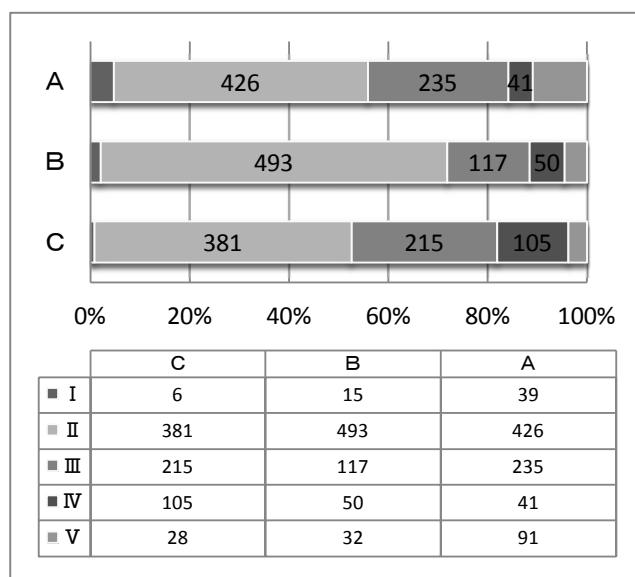 A 426 235 41
B 493 117 50
C 381 215 105
0% 20% 40% 60% 80% 100%
C B A
Ⅰ 6 15 39
Ⅱ 381 493 426
Ⅲ 215 117 235
Ⅳ 105 50 41
Ⅴ 28 32 91